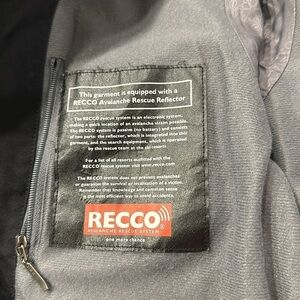 This garment is equipped with a
RECCO Avalanche Rescue Reflector
The RECCO rescue system is an electronic system,
making a quick location of an avalanche victim possible.
The RECCO system is passive (no battery) and consists
of two parts: the reflector, which is integrated into this
garment, and the search equipment, which is operated
by the rescue team at the ski resorts.
For a list of all resorts outfitted with the
RECCO rescue system visit www.recco.com.
The RECCO system does not prevent avalanches
or guarantee the survival or localisation of a victim.
Remember that knowledge and common sense
is the most efficient way to avoid accidents.
RECCO
AVALANCHE RESCUE SYSTEM
one more chance